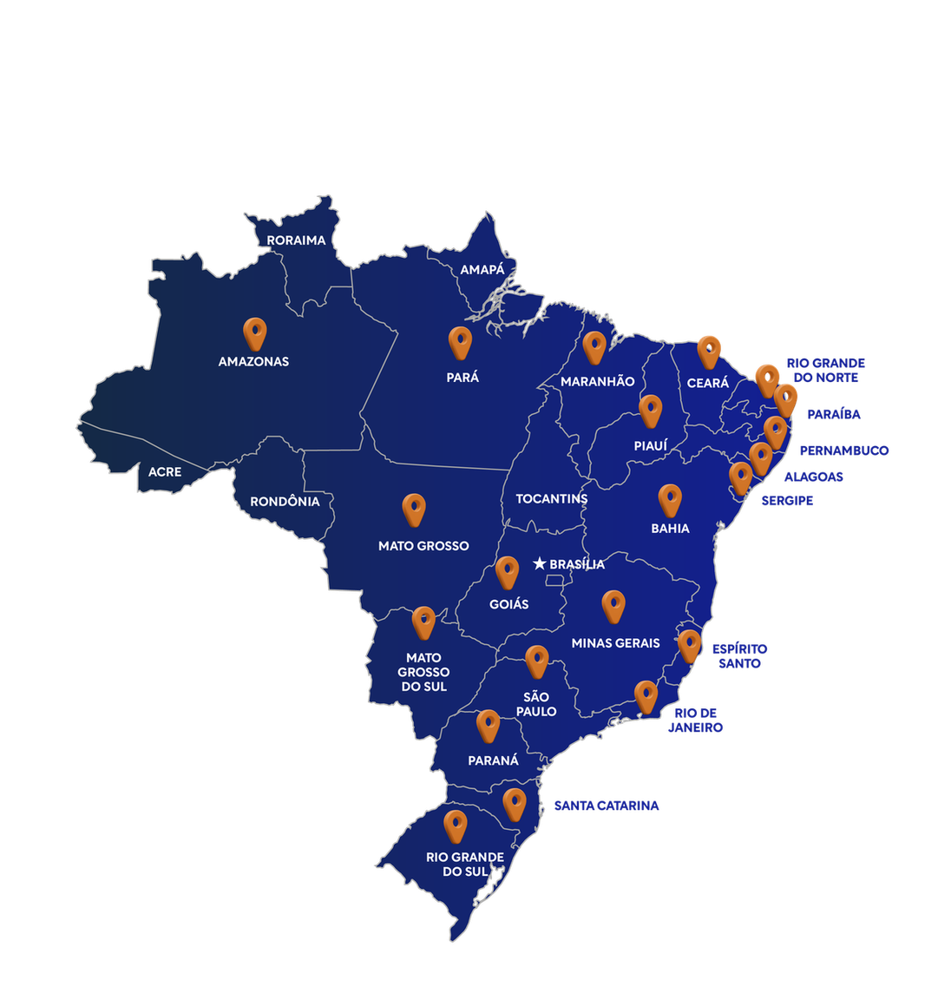 RORAIMA
AMAPÁ
AMAZONAS
PARÁ
MARANHÃO
CEARÁ
RIO GRANDE
DO NORTE
PARAÍBA
PIAUÍ
PERNAMBUCO
ACRE
ALAGOAS
RONDÔNIA
TOCANTINS
SERGIPE
BAHIA
MATO GROSSO
BRASÍLIA
GOIÁS
MINAS GERAIS
ESPÍRITO
SANTO
MATO
GROSSO
DO SUL
SÃO
PAULO
RIO DE
JANEIRO
PARANÁ
SANTA CATARINA
RIO GRANDE
DO SUL